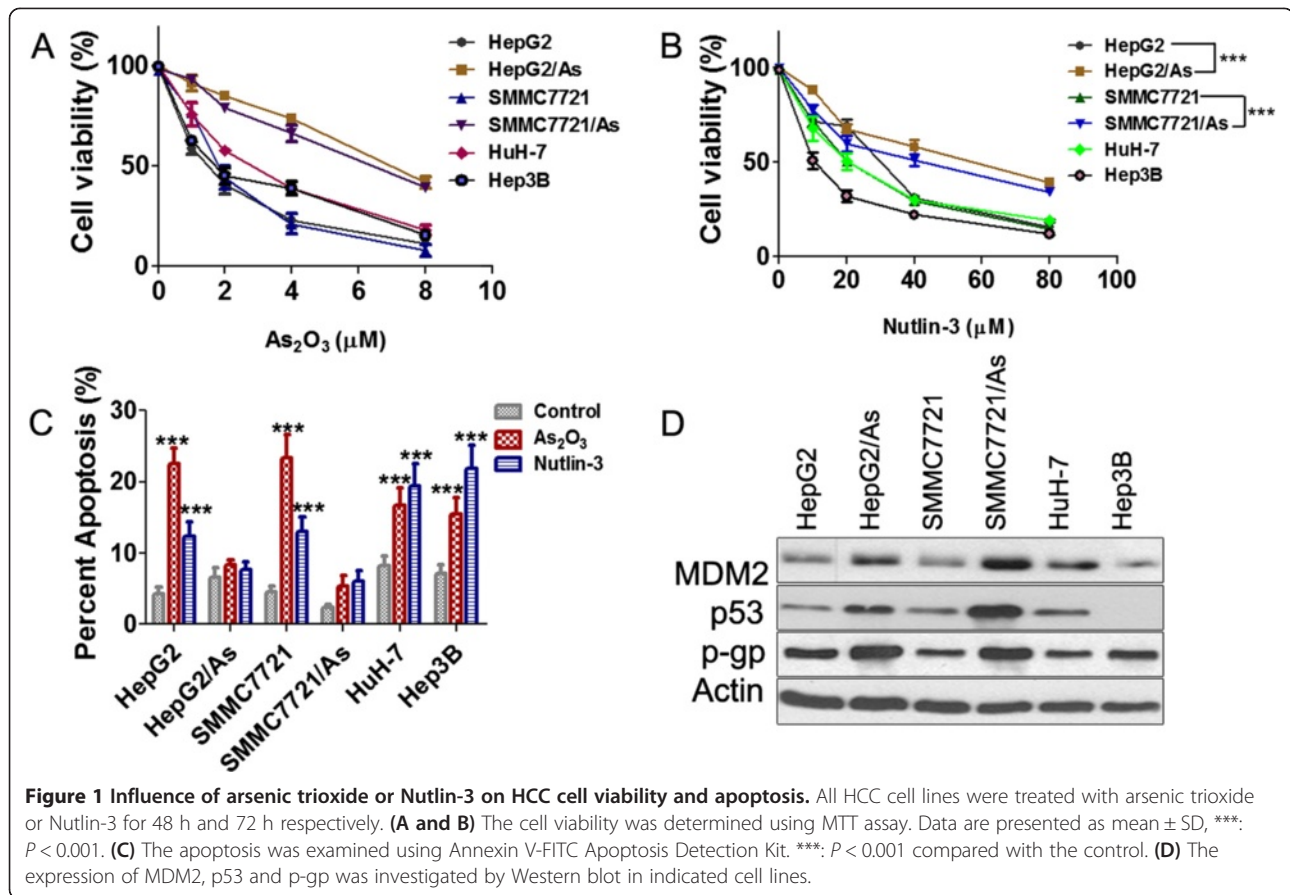 A
Cell viability (%)
100
50
0
0 2 4 6 8 10
As₂O₃ (μM)
HepG2
HepG2/As
SMMC7721
SMMC7721/As
HuH-7
Hep3B
B
Cell viability (%)
100
50
0
0 20 40 60 80 100
Nutlin-3 (μM)
HepG2
HepG2/As
SMMC7721
SMMC7721/As
HuH-7
Hep3B
***
***
C
Percent Apoptosis (%)
30
20
10
0
Control
As₂O₃
Nutlin-3
*** *** *** *** *** *** *** ***
HepG2
HepG2/As
SMMC7721
SMMC7721/As
HuH-7
Hep3B
D
HepG2
HepG2/As
SMMC7721
SMMC7721/As
HuH-7
Hep3B
MDM2
p53
p-gp
Actin
Figure 1 Influence of arsenic trioxide or Nutlin-3 on HCC cell viability and apoptosis. All HCC cell lines were treated with arsenic trioxide
or Nutlin-3 for 48 h and 72 h respectively. (A and B) The cell viability was determined using MTT assay. Data are presented as mean ± SD, ***:
P < 0.001. (C) The apoptosis was examined using Annexin V-FITC Apoptosis Detection Kit. ***: P < 0.001 compared with the control. (D) The
expression of MDM2, p53 and p-gp was investigated by Western blot in indicated cell lines.